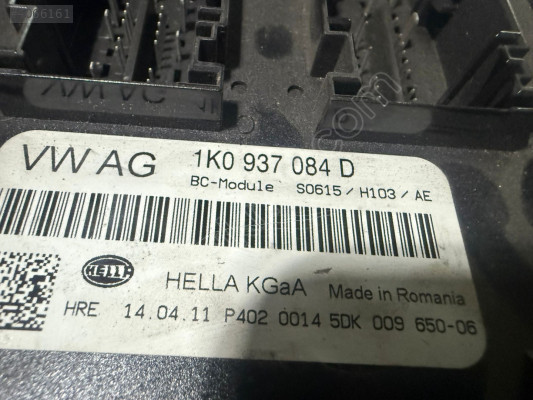 VW AG 1K0 937 084 D
BC-Module S0615 / H103 / AE
HELLA
HELLA KGaA Made in Romania
HRE 14.04.11 P402 0014 5DK 009 650-06